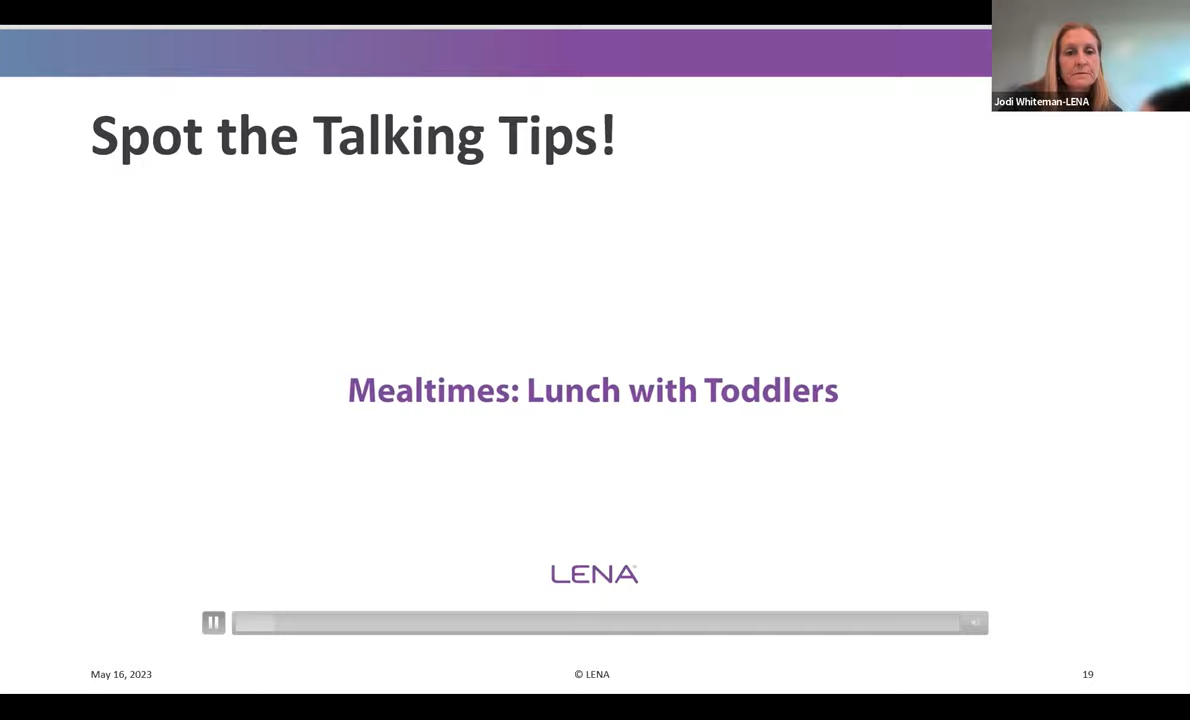 Jodi Whiteman-LENA
Spot the Talking Tips!
Mealtimes: Lunch with Toddlers
LENA
May 16, 2023
© LENA
19